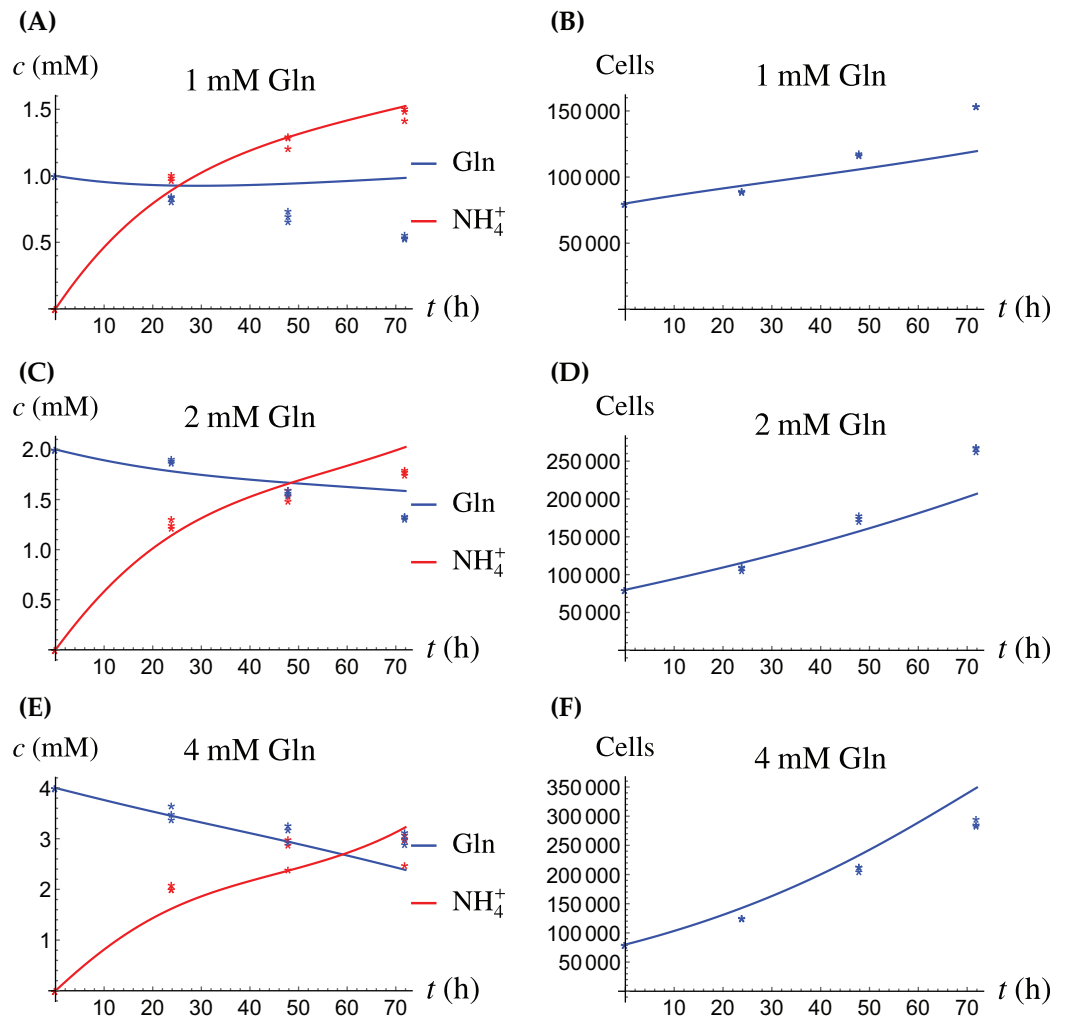 (A)
c (mM)
1 mM Gln
1.5
1.0
0.5
10 20 30 40 50 60 70
t (h)
Gln
NH₄⁺
(B)
Cells
1 mM Gln
150 000
100 000
50 000
10 20 30 40 50 60 70
t (h)
(C)
c (mM)
2 mM Gln
2.0
1.5
1.0
0.5
10 20 30 40 50 60 70
t (h)
Gln
NH₄⁺
(D)
Cells
2 mM Gln
250 000
200 000
150 000
100 000
50 000
10 20 30 40 50 60 70
t (h)
(E)
c (mM)
4 mM Gln
4
3
2
1
10 20 30 40 50 60 70
t (h)
Gln
NH₄⁺
(F)
Cells
4 mM Gln
350 000
300 000
250 000
200 000
150 000
100 000
50 000
10 20 30 40 50 60 70
t (h)